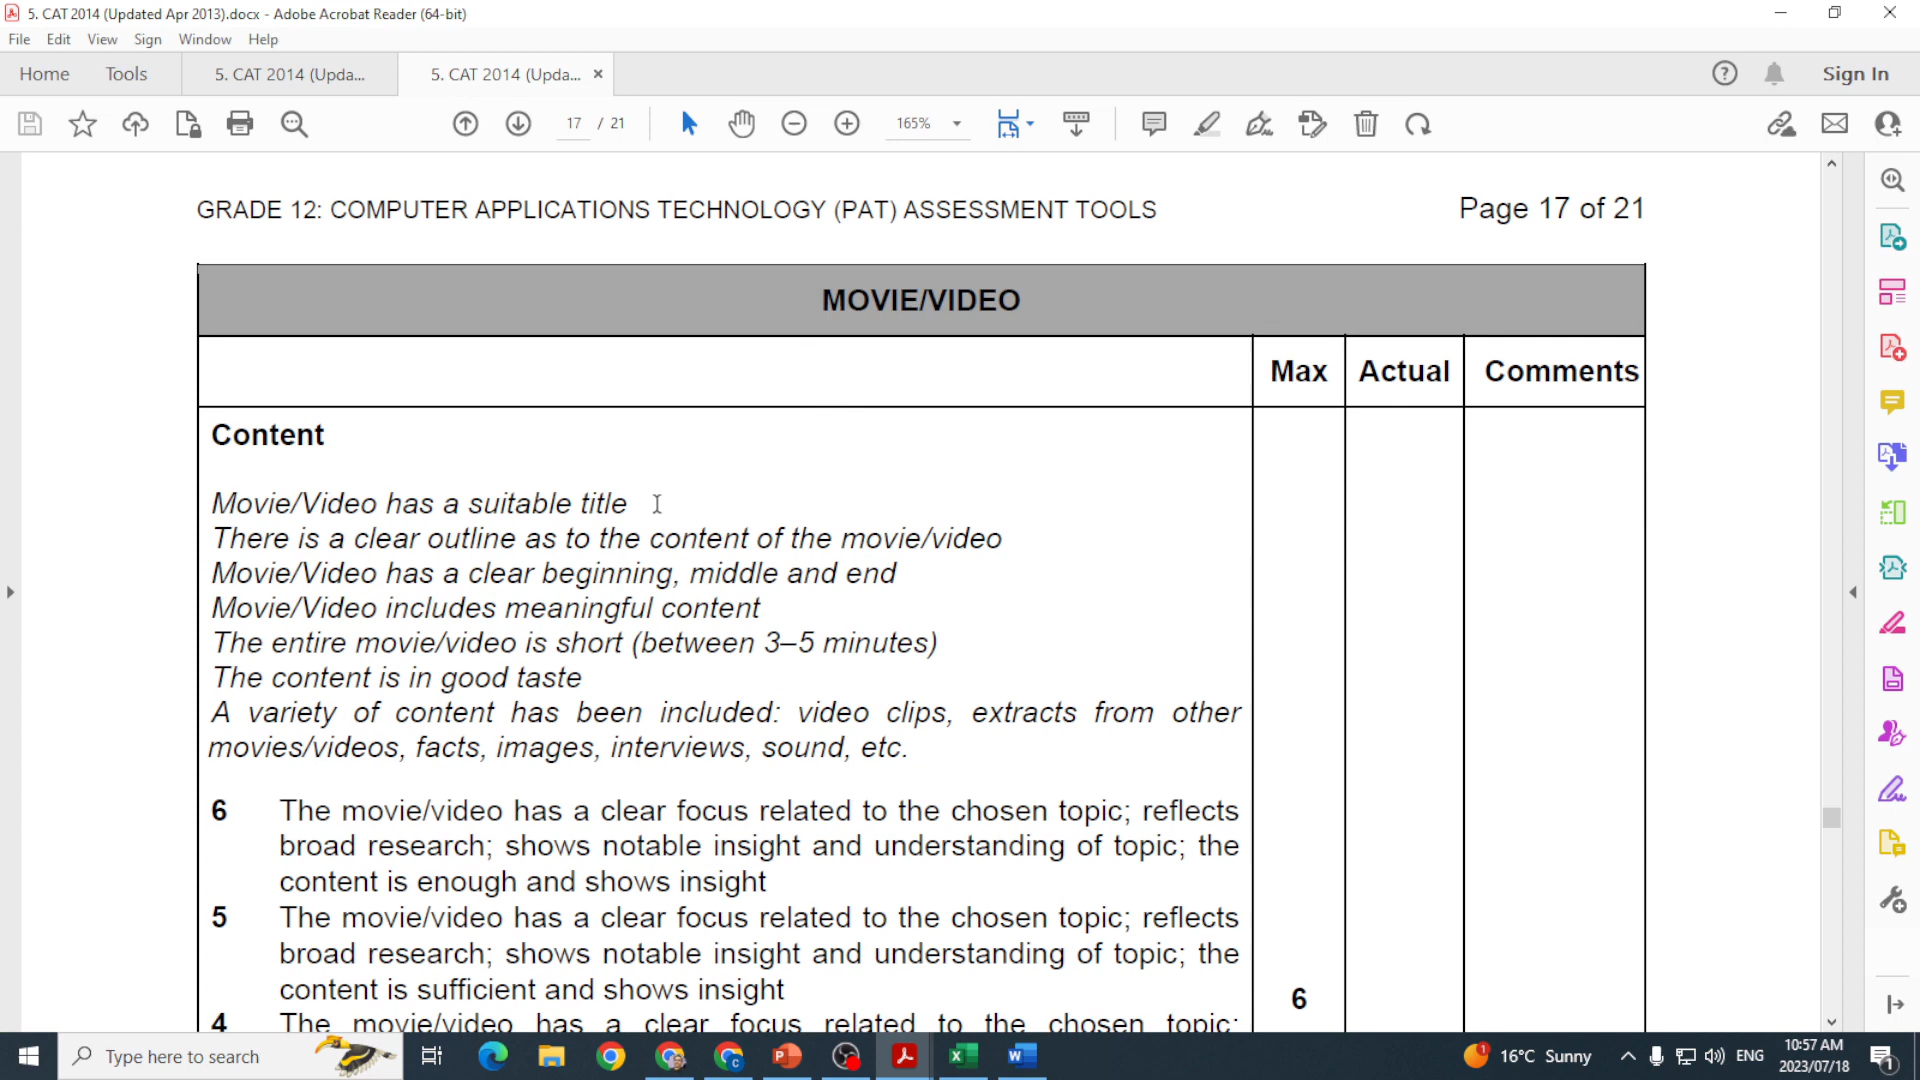 5. CAT 2014 (Updated Apr 2013).docx - Adobe Acrobat Reader (64-bit)
File Edit View Sign Window Help
Home Tools 5. CAT 2014 (Upda... 5. CAT 2014 (Upda... Sign In
17 / 21 165%
GRADE 12: COMPUTER APPLICATIONS TECHNOLOGY (PAT) ASSESSMENT TOOLS Page 17 of 21
MOVIE/VIDEO
Max Actual Comments
Content
Movie/Video has a suitable title
There is a clear outline as to the content of the movie/video
Movie/Video has a clear beginning, middle and end
Movie/Video includes meaningful content
The entire movie/video is short (between 3–5 minutes)
The content is in good taste
A variety of content has been included: video clips, extracts from other
movies/videos, facts, images, interviews, sound, etc.
6 The movie/video has a clear focus related to the chosen topic; reflects
broad research; shows notable insight and understanding of topic; the
content is enough and shows insight
5 The movie/video has a clear focus related to the chosen topic; reflects
broad research; shows notable insight and understanding of topic; the
content is sufficient and shows insight
6
4 The movie/video has a clear focus related to the chosen topic;
Type here to search
16°C Sunny
ENG
10:57 AM
2023/07/18
1